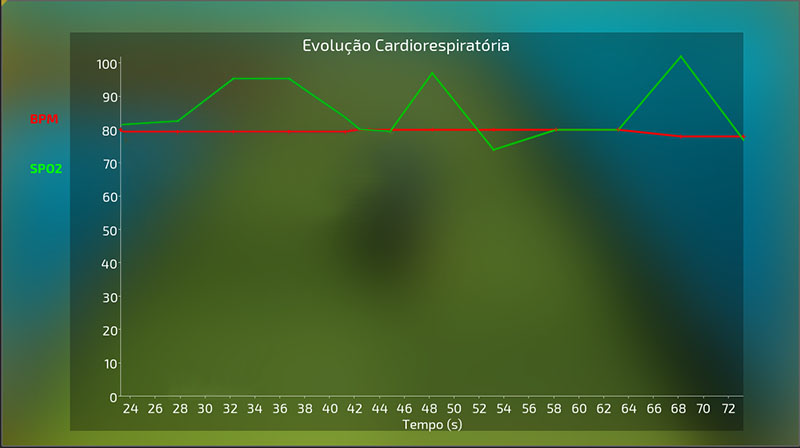 Evolução Cardiorespiratória
BPM
SPO2
100
90
80
70
60
50
40
30
20
10
0
24 26 28 30 32 34 36 38 40 42 44 46 48 50 52 54 56 58 60 62 64 66 68 70 72
Tempo (s)